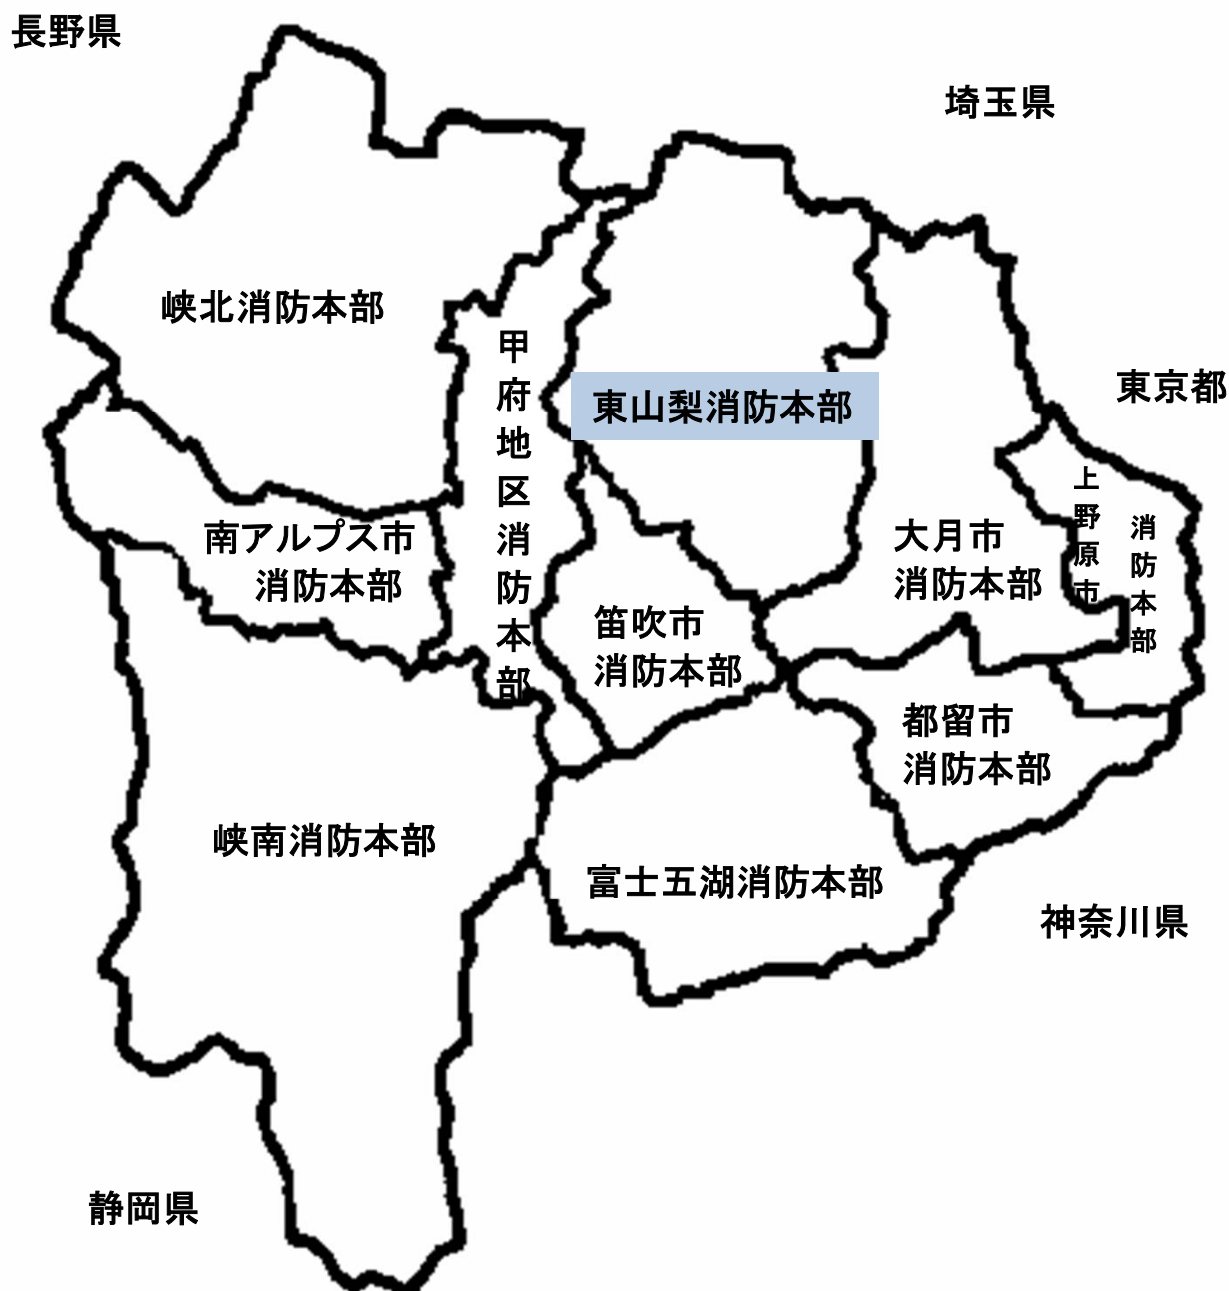 長野県
埼玉県
峡北消防本部
甲府地区消防本部
東山梨消防本部
東京都
南アルプス市
消防本部
大月市
消防本部
上野原市
消防本部
笛吹市
消防本部
都留市
消防本部
峡南消防本部
富士五湖消防本部
神奈川県
静岡県